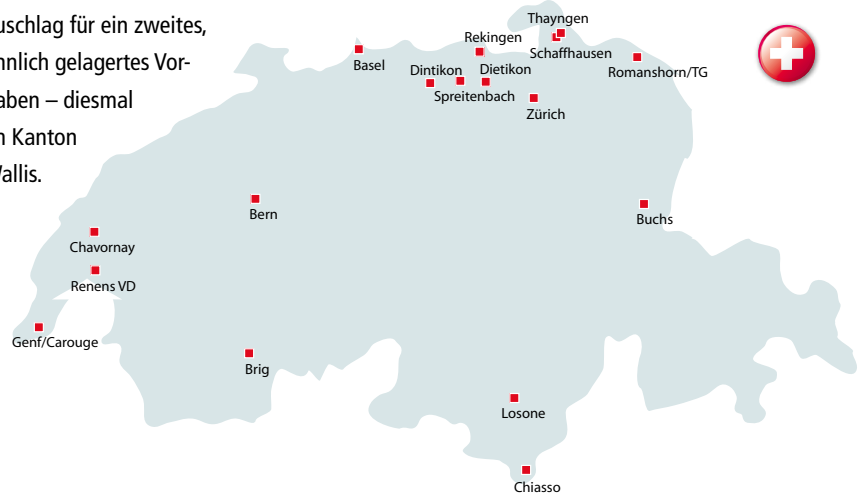 uschlag für ein zweites,
hnlich gelagertes Vor-
aben – diesmal
n Kanton
Vallis.
Thayngen
Rekingen
Schaffhausen
Basel
Dintikon
Dietikon
Romanshorn/TG
Spreitenbach
Zürich
Bern
Buchs
Chavornay
Renens VD
Genf/Carouge
Brig
Losone
Chiasso